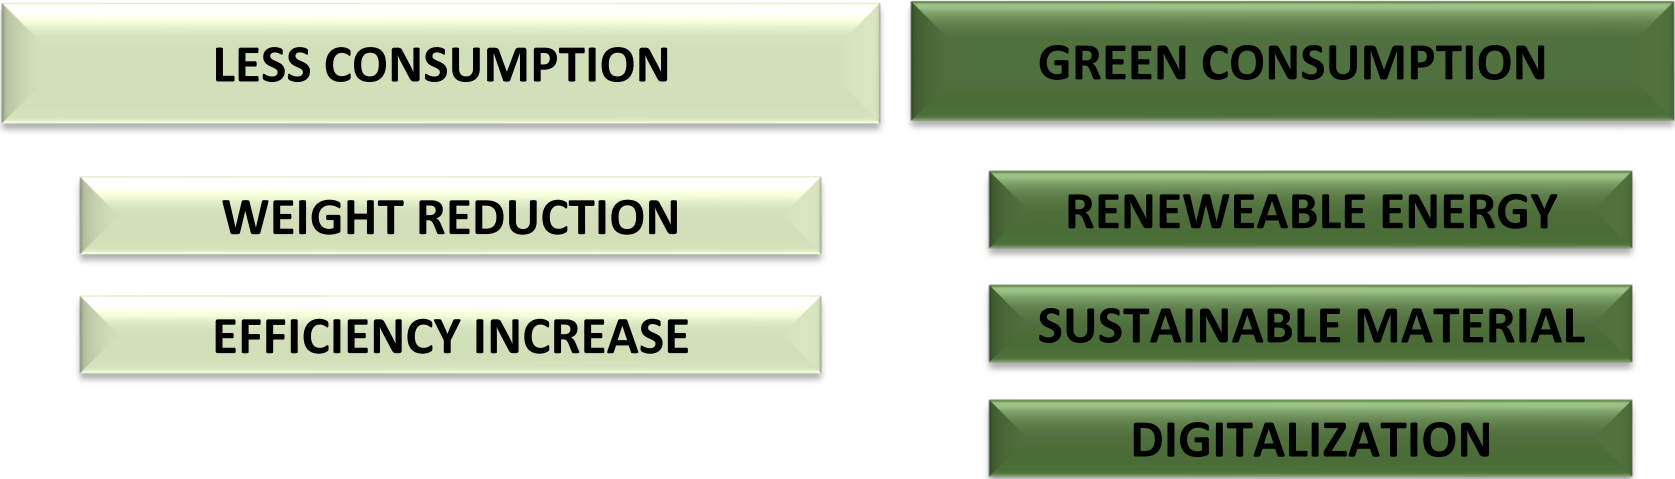 LESS CONSUMPTION
WEIGHT REDUCTION
EFFICIENCY INCREASE
GREEN CONSUMPTION
RENEWEABLE ENERGY
SUSTAINABLE MATERIAL
DIGITALIZATION